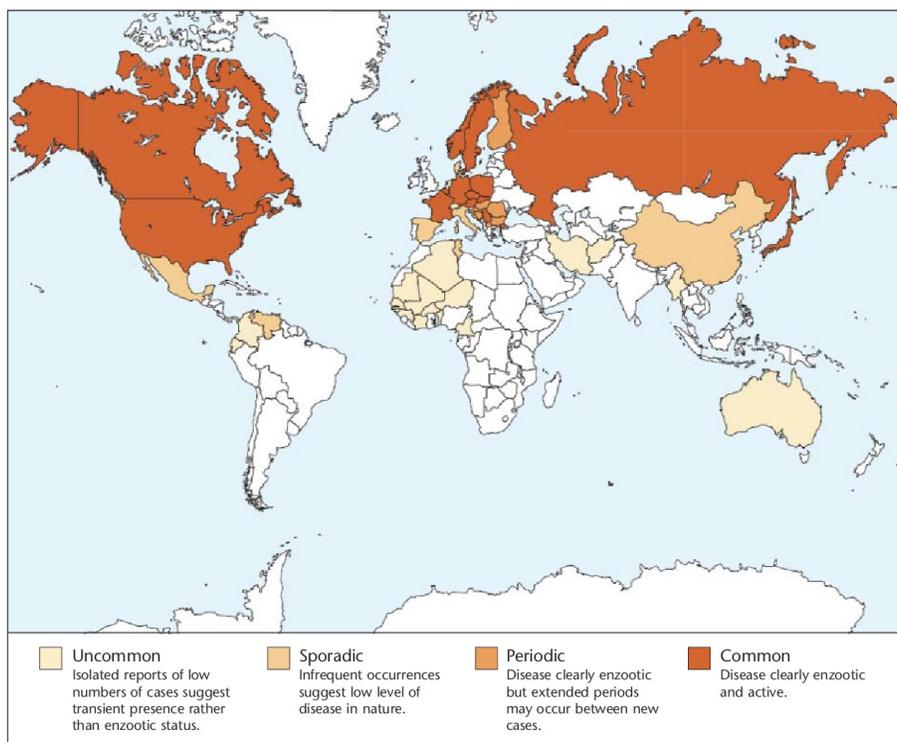 Uncommon
Isolated reports of low
numbers of cases suggest
transient presence rather
than enzootic status.
Sporadic
Infrequent occurrences
suggest low level of
disease in nature.
Periodic
Disease clearly enzootic
but extended periods
may occur between new
cases.
Common
Disease clearly enzootic
and active.